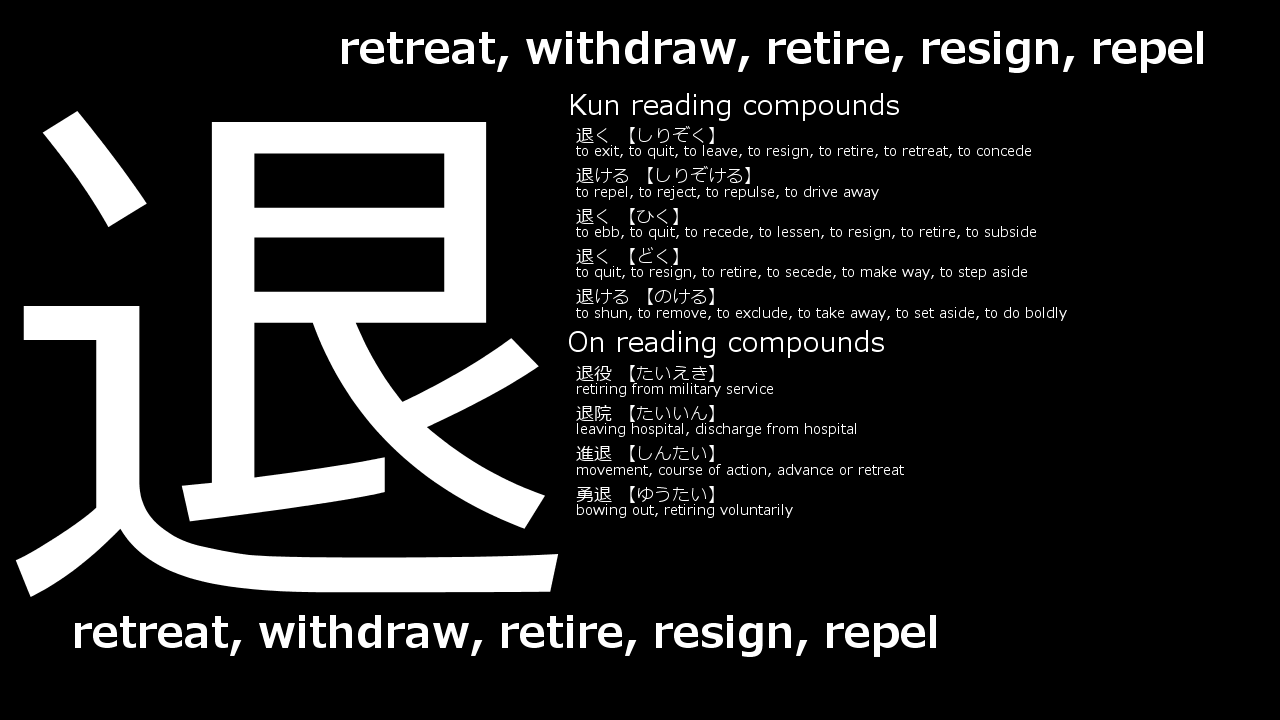 retreat, withdraw, retire, resign, repel
退
Kun reading compounds
退く 【しりぞく】
to exit, to quit, to leave, to resign, to retire, to retreat, to concede
退ける 【しりぞける】
to repel, to reject, to repulse, to drive away
退く 【ひく】
to ebb, to quit, to recede, to lessen, to resign, to retire, to subside
退く 【どく】
to quit, to resign, to retire, to secede, to make way, to step aside
退ける 【のける】
to shun, to remove, to exclude, to take away, to set aside, to do boldly
On reading compounds
退役 【たいえき】
retiring from military service
退院 【たいいん】
leaving hospital, discharge from hospital
進退 【しんたい】
movement, course of action, advance or retreat
勇退 【ゆうたい】
bowing out, retiring voluntarily
retreat, withdraw, retire, resign, repel